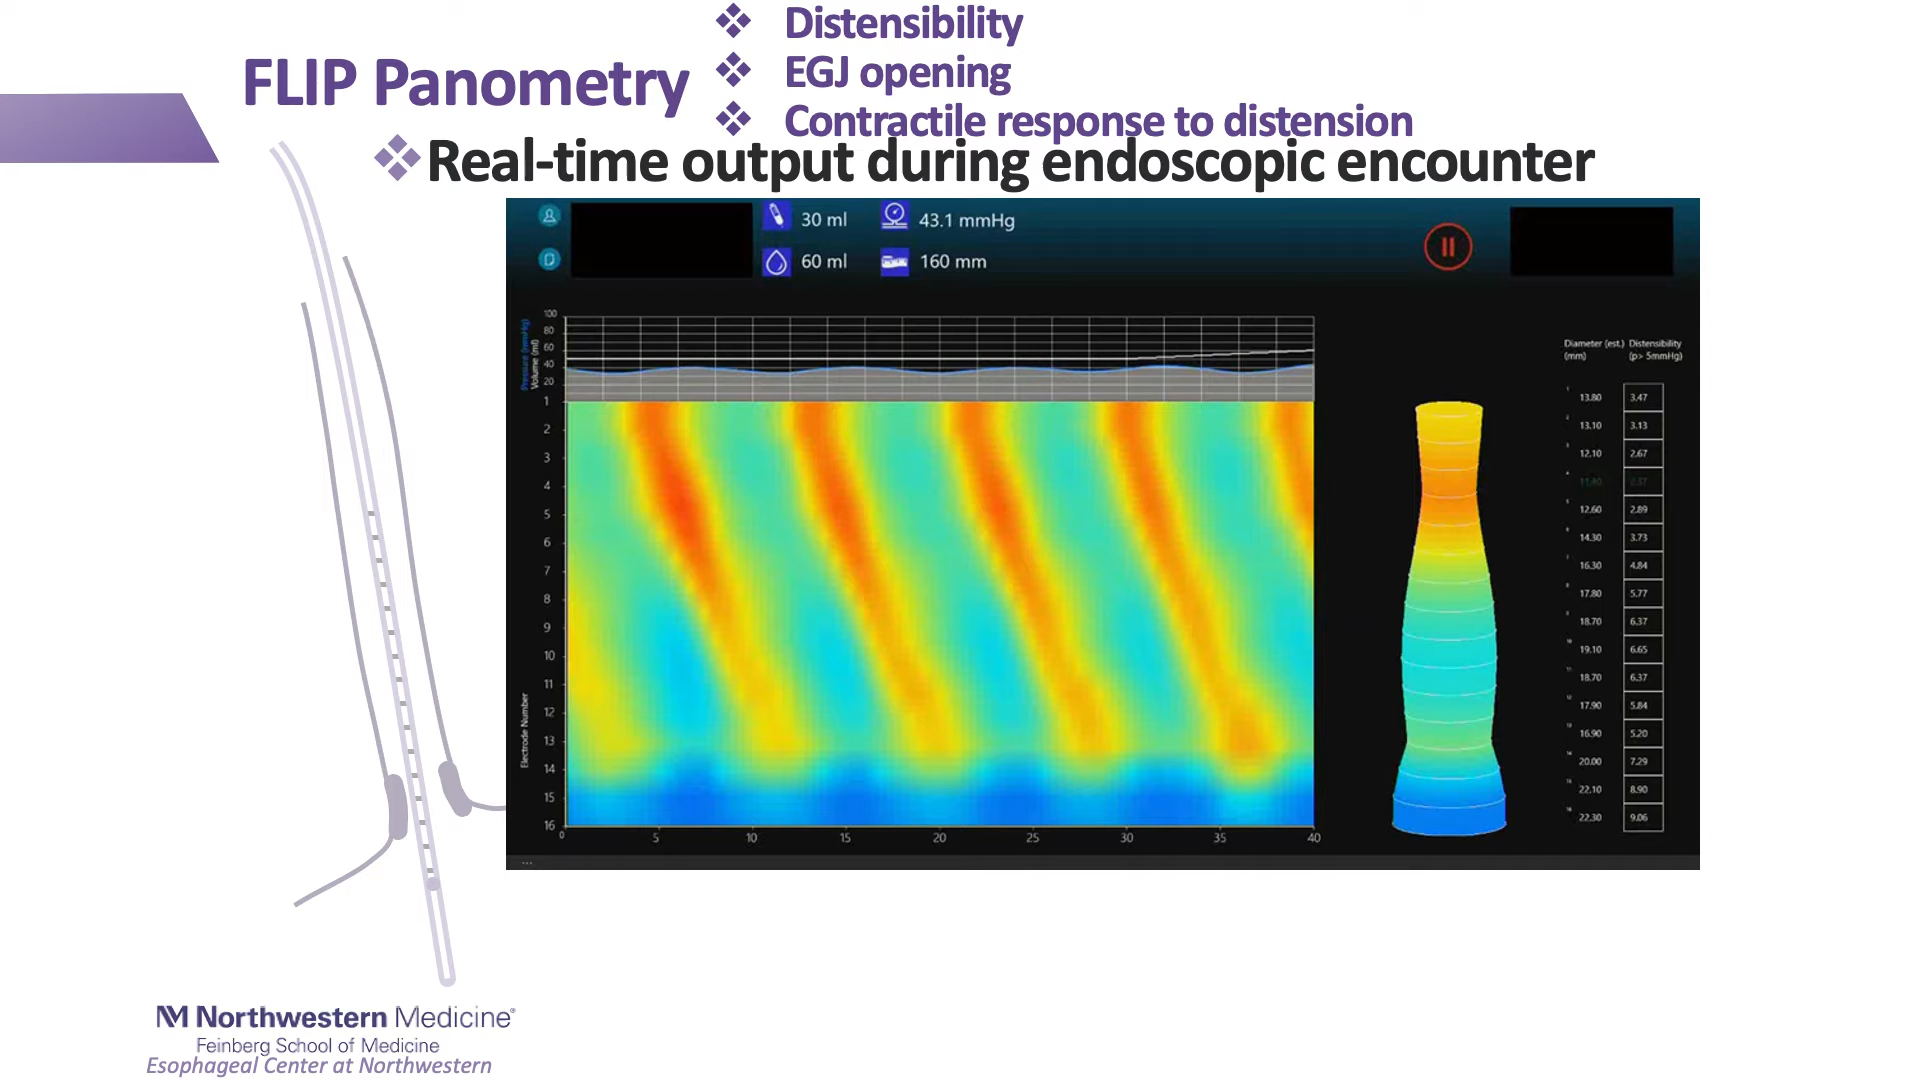 FLIP Panometry
Distensibility
EGJ opening
Contractile response to distension
Real-time output during endoscopic encounter
30 ml
43.1 mmHg
60 ml
160 mm
Pressure (mmHg)
Volume (ml)
100
80
60
40
20
1
2
3
4
5
6
7
8
9
10
11
12
13
14
15
16
Electrode Number
0 5 10 15 20 25 30 35 40
Diameter (est.) Distensibility
(mm) (p> 5mmHg)
13.80 3.47
13.10 3.13
12.10 2.67
11.40 2.37
12.60 2.89
14.30 3.73
16.30 4.84
17.80 5.77
18.70 6.37
19.10 6.65
18.70 6.37
17.90 5.84
16.90 5.20
20.00 7.29
22.10 8.90
22.30 9.06
...
Northwestern Medicine®
Feinberg School of Medicine
Esophageal Center at Northwestern